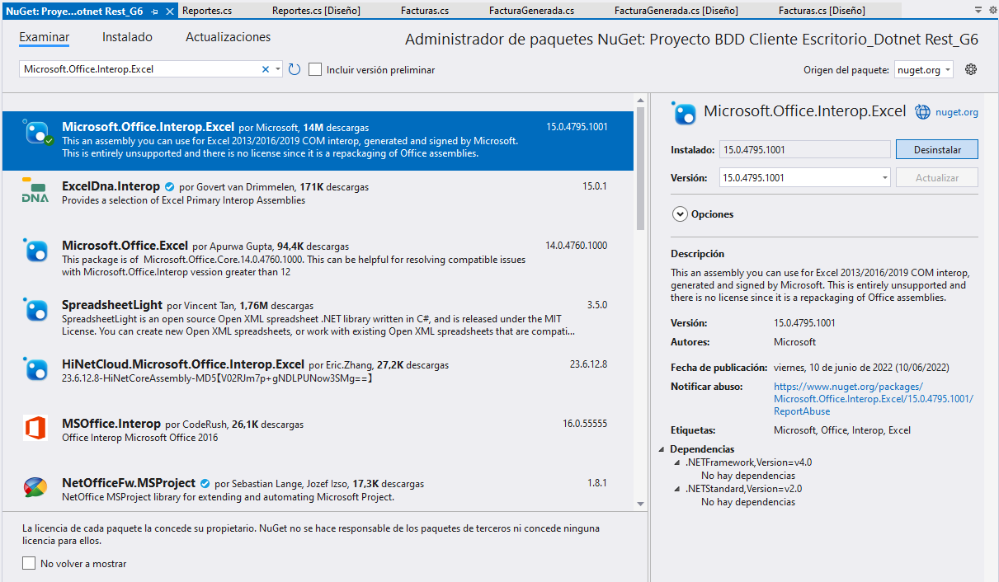 NuGet: Proye...otnet Rest_G6
Reportes.cs
Reportes.cs [Diseño]
Facturas.cs
FacturaGenerada.cs
FacturaGenerada.cs [Diseño]
Facturas.cs [Diseño]
Examinar
Instalado
Actualizaciones
Administrador de paquetes NuGet: Proyecto BDD Cliente Escritorio_Dotnet Rest_G6
Microsoft.Office.Interop.Excel
Incluir versión preliminar
Origen del paquete:
nuget.org
Microsoft.Office.Interop.Excel por Microsoft, 14M descargas
15.0.4795.1001
This an assembly you can use for Excel 2013/2016/2019 COM interop, generated and signed by Microsoft.
This is entirely unsupported and there is no license since it is a repackaging of Office assemblies.
DNA
ExcelDna.Interop por Govert van Drimmelen, 171K descargas
15.0.1
Provides a selection of Excel Primary Interop Assemblies
Microsoft.Office.Excel por Apurwa Gupta, 94,4K descargas
14.0.4760.1000
This package is of Microsoft.Office.Core.14.0.4760.1000. This can be helpful for resolving compatible issues
with Microsoft.Office.Interop vession greater than 12
SpreadsheetLight por Vincent Tan, 1,76M descargas
3.5.0
SpreadsheetLight is an open source Open XML spreadsheet .NET library written in C#, and is released under the MIT
License. You can create new Open XML spreadsheets, or work with existing Open XML spreadsheets that are compati...
HiNetCloud.Microsoft.Office.Interop.Excel por Eric.Zhang, 27,2K descargas
23.6.12.8
23.6.12.8-HiNetCoreAssembly-MD5【V02RJm7p+gNDLPUNow3SMg==】
MSOffice.Interop por CodeRush, 26,1K descargas
16.0.55555
Office Interop Microsoft Office 2016
NetOfficeFw.MSProject por Sebastian Lange, Jozef Izso, 17,3K descargas
1.8.1
NetOffice MSProject library for extending and automating Microsoft Project.
La licencia de cada paquete la concede su propietario. NuGet no se hace responsable de los paquetes de terceros ni concede ninguna
licencia para ellos.
No volver a mostrar
Microsoft.Office.Interop.Excel
nuget.org
Instalado:
15.0.4795.1001
Desinstalar
Versión:
15.0.4795.1001
Actualizar
Opciones
Descripción
This an assembly you can use for Excel 2013/2016/2019 COM interop,
generated and signed by Microsoft. This is entirely unsupported and
there is no license since it is a repackaging of Office assemblies.
Versión:
15.0.4795.1001
Autores:
Microsoft
Fecha de publicación:
viernes, 10 de junio de 2022 (10/06/2022)
Notificar abuso:
https://www.nuget.org/packages/
Microsoft.Office.Interop.Excel/15.0.4795.1001/
ReportAbuse
Etiquetas:
Microsoft, Office, Interop, Excel
Dependencias
.NETFramework,Version=v4.0
No hay dependencias
.NETStandard,Version=v2.0
No hay dependencias